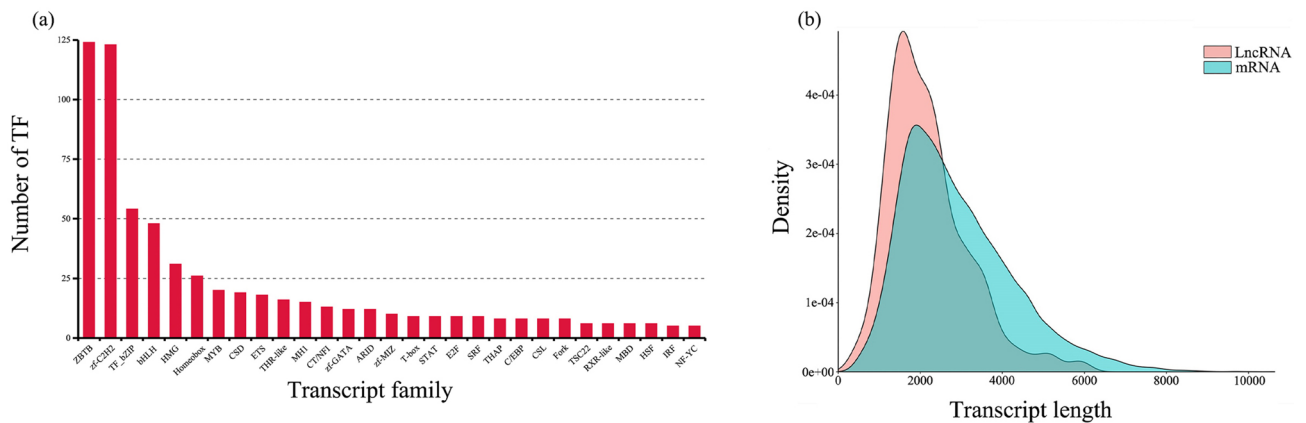 (a)
125
100
75
50
25
0
Number of TF
ZBTB
zf-C2H2
TF_bZIP
bHLH
HMG
Homeobox
MYB
CSD
ETS
THR-like
MH1
CT/NF1
zf-GATA
ARID
zf-MIZ
T-box
STAT
E2F
SRF
THAP
C/EBP
CSL
Fork
TSC22
RXR-like
MBD
HSF
IRF
NF-YC
Transcript family
(b)
LncRNA
mRNA
4e-04
3e-04
2e-04
1e-04
0e+00
Density
0 2000 4000 6000 8000 10000
Transcript length